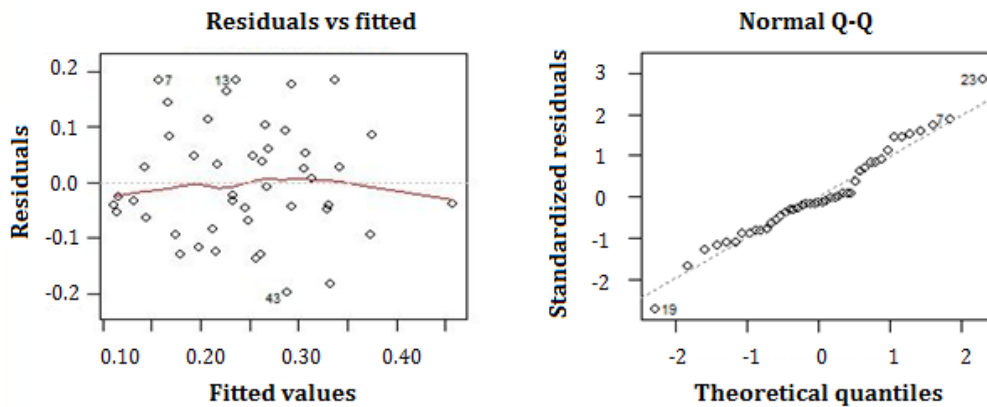 Residuals vs fitted
0.2
0.1
0.0
-0.1
-0.2
Residuals
7
13
43
0.10 0.20 0.30 0.40
Fitted values
Normal Q-Q
3
2
1
0
-1
-2
Standardized residuals
23
7
19
-2 -1 0 1 2
Theoretical quantiles